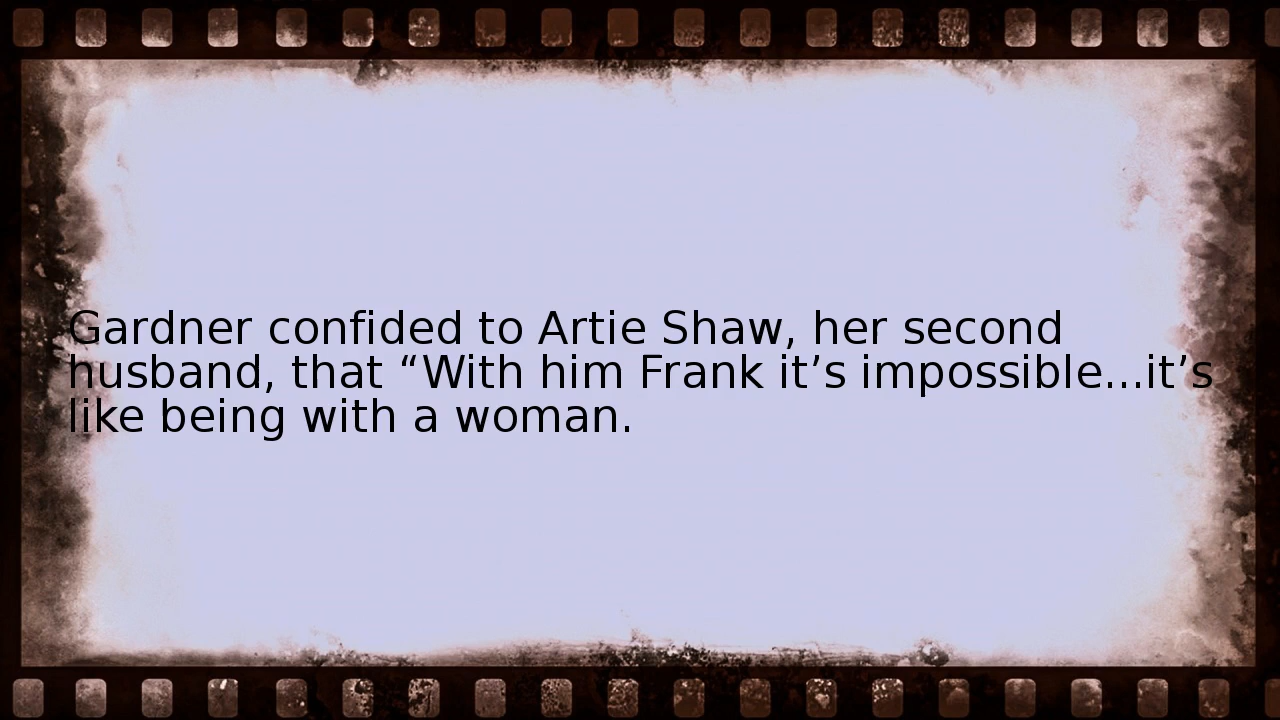 Gardner confided to Artie Shaw, her second
husband, that “With him Frank it’s impossible...it’s
like being with a woman.